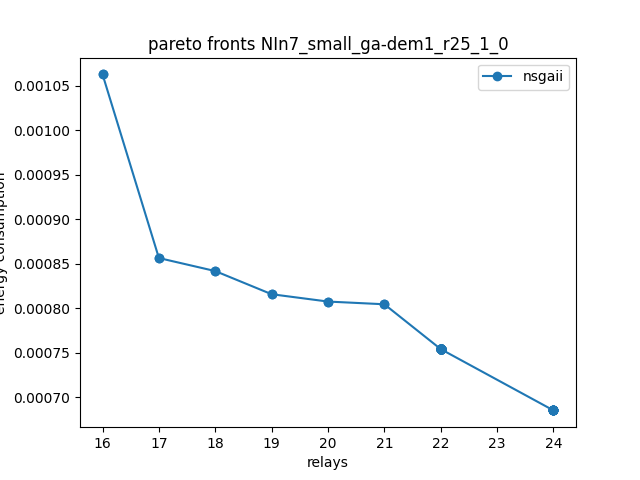 pareto fronts NIn7_small_ga-dem1_r25_1_0
nsgaii
0.00105
0.00100
0.00095
0.00090
0.00085
0.00080
0.00075
0.00070
energy consumption
16 17 18 19 20 21 22 23 24
relays